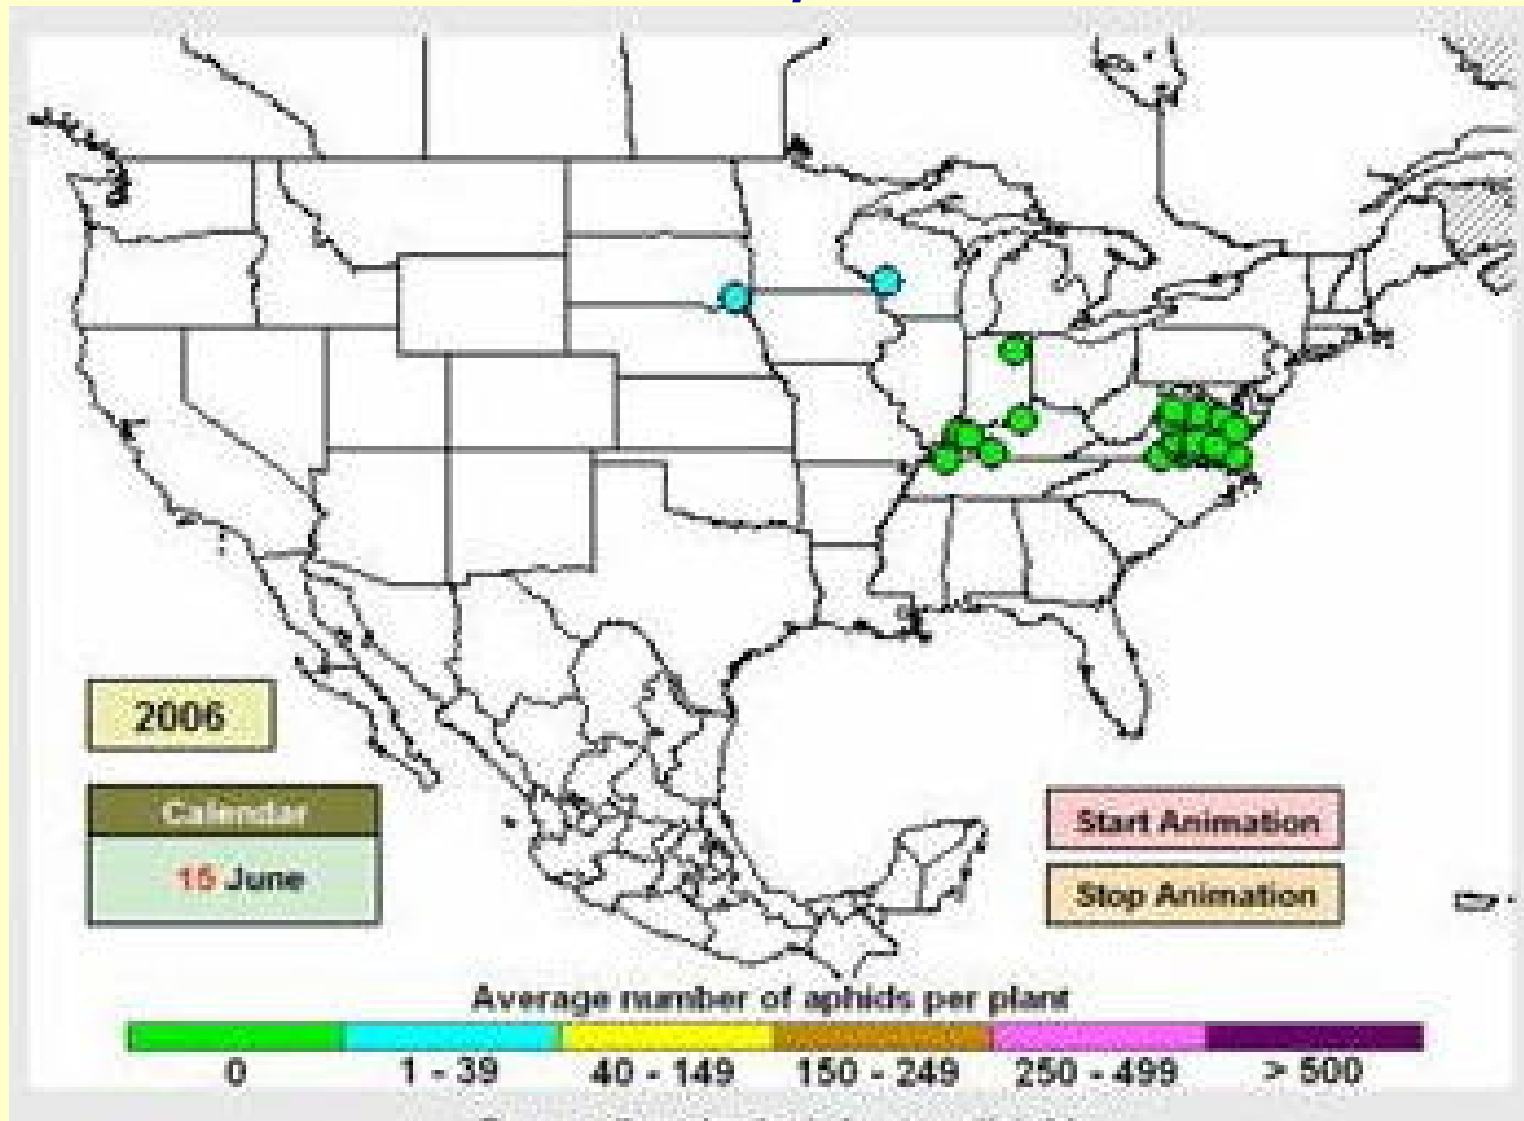 2006
Calendar
15 June
Start Animation
Stop Animation
Average number of aphids per plant
0 1 - 39 40 - 149 150 - 249 250 - 499 > 500